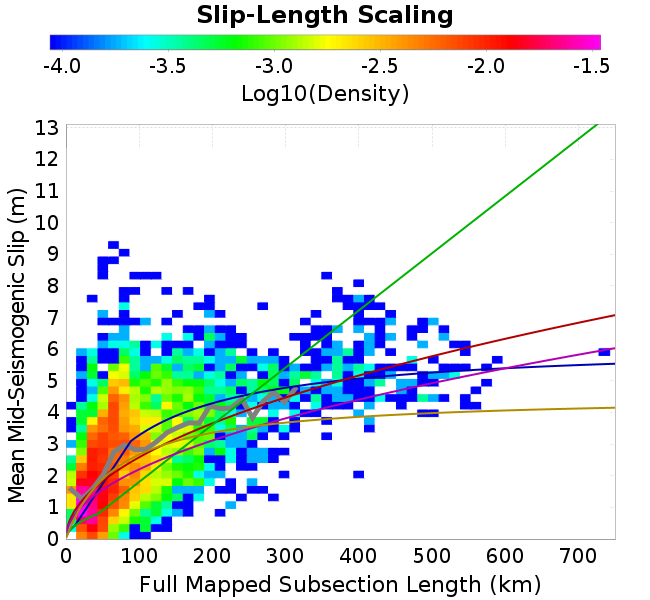 Slip-Length Scaling
-4.0 -3.5 -3.0 -2.5 -2.0 -1.5
Log10(Density)
Mean Mid-Seismogenic Slip (m)
13
12
11
10
9
8
7
6
5
4
3
2
1
0
0 100 200 300 400 500 600 700
Full Mapped Subsection Length (km)